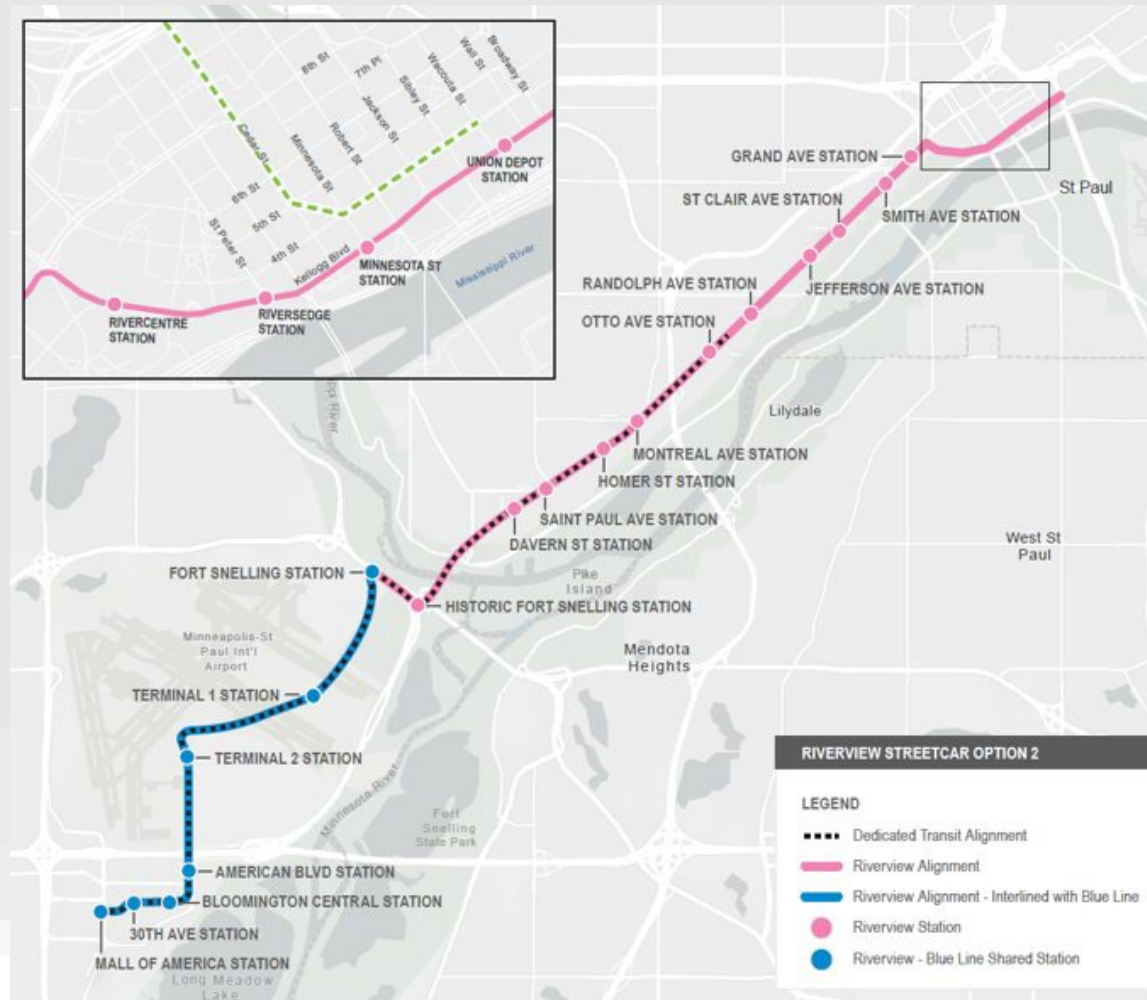 8th St
7th Pl
Wacouta St
Wall St
Broadway St
Sibley St
Jackson St
Robert St
Minnesota St
Cedar St
6th St
5th St
4th St
St Peter St
Kellogg Blvd
UNION DEPOT
STATION
MINNESOTA ST
STATION
Mississippi River
RIVERSEDGE
STATION
RIVERCENTRE
STATION
GRAND AVE STATION
St Paul
ST CLAIR AVE STATION
SMITH AVE STATION
RANDOLPH AVE STATION
JEFFERSON AVE STATION
OTTO AVE STATION
ppi River
Lilydale
MONTREAL AVE STATION
HOMER ST STATION
SAINT PAUL AVE STATION
West St
Paul
DAVERN ST STATION
FORT SNELLING STATION
Pike
Island
HISTORIC FORT SNELLING STATION
Minneapolis-St
Paul Int'l
Airport
Mendota
Heights
TERMINAL 1 STATION
TERMINAL 2 STATION
Minnesota River
Fort
Snelling
State Park
AMERICAN BLVD STATION
BLOOMINGTON CENTRAL STATION
30TH AVE STATION
MALL OF AMERICA STATION
Long Meadow
Lake
RIVERVIEW STREETCAR OPTION 2
LEGEND
Dedicated Transit Alignment
Riverview Alignment
Riverview Alignment - Interlined with Blue Line
Riverview Station
Riverview - Blue Line Shared Station